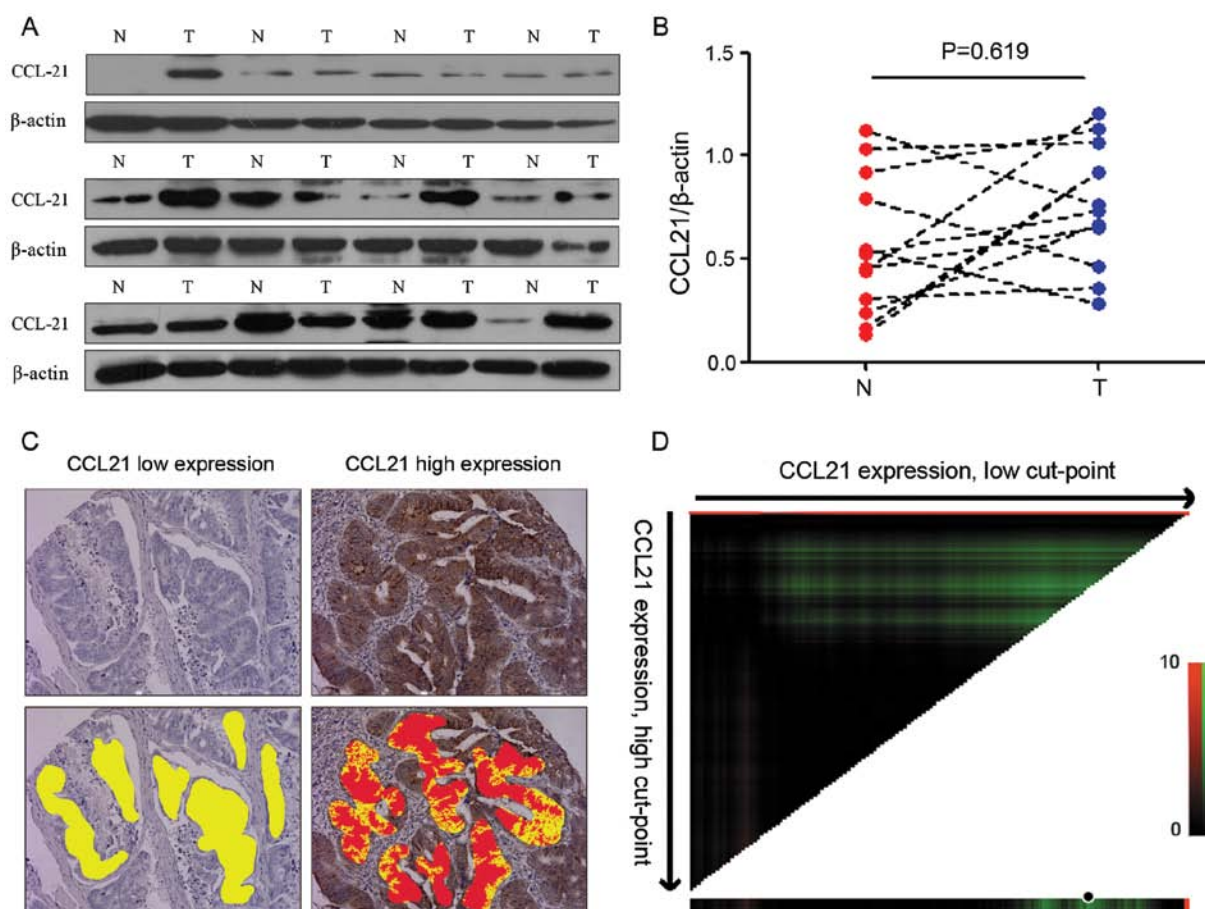 A
N T N T N T N T
CCL-21
β-actin
N T N T N T N T
CCL-21
β-actin
N T N T N T N T
CCL-21
β-actin
B
P=0.619
1.5
1.0
0.5
0.0
CCL21/β-actin
N T
C
CCL21 low expression
CCL21 high expression
D
CCL21 expression, low cut-point
CCL21 expression, high cut-point
10
0